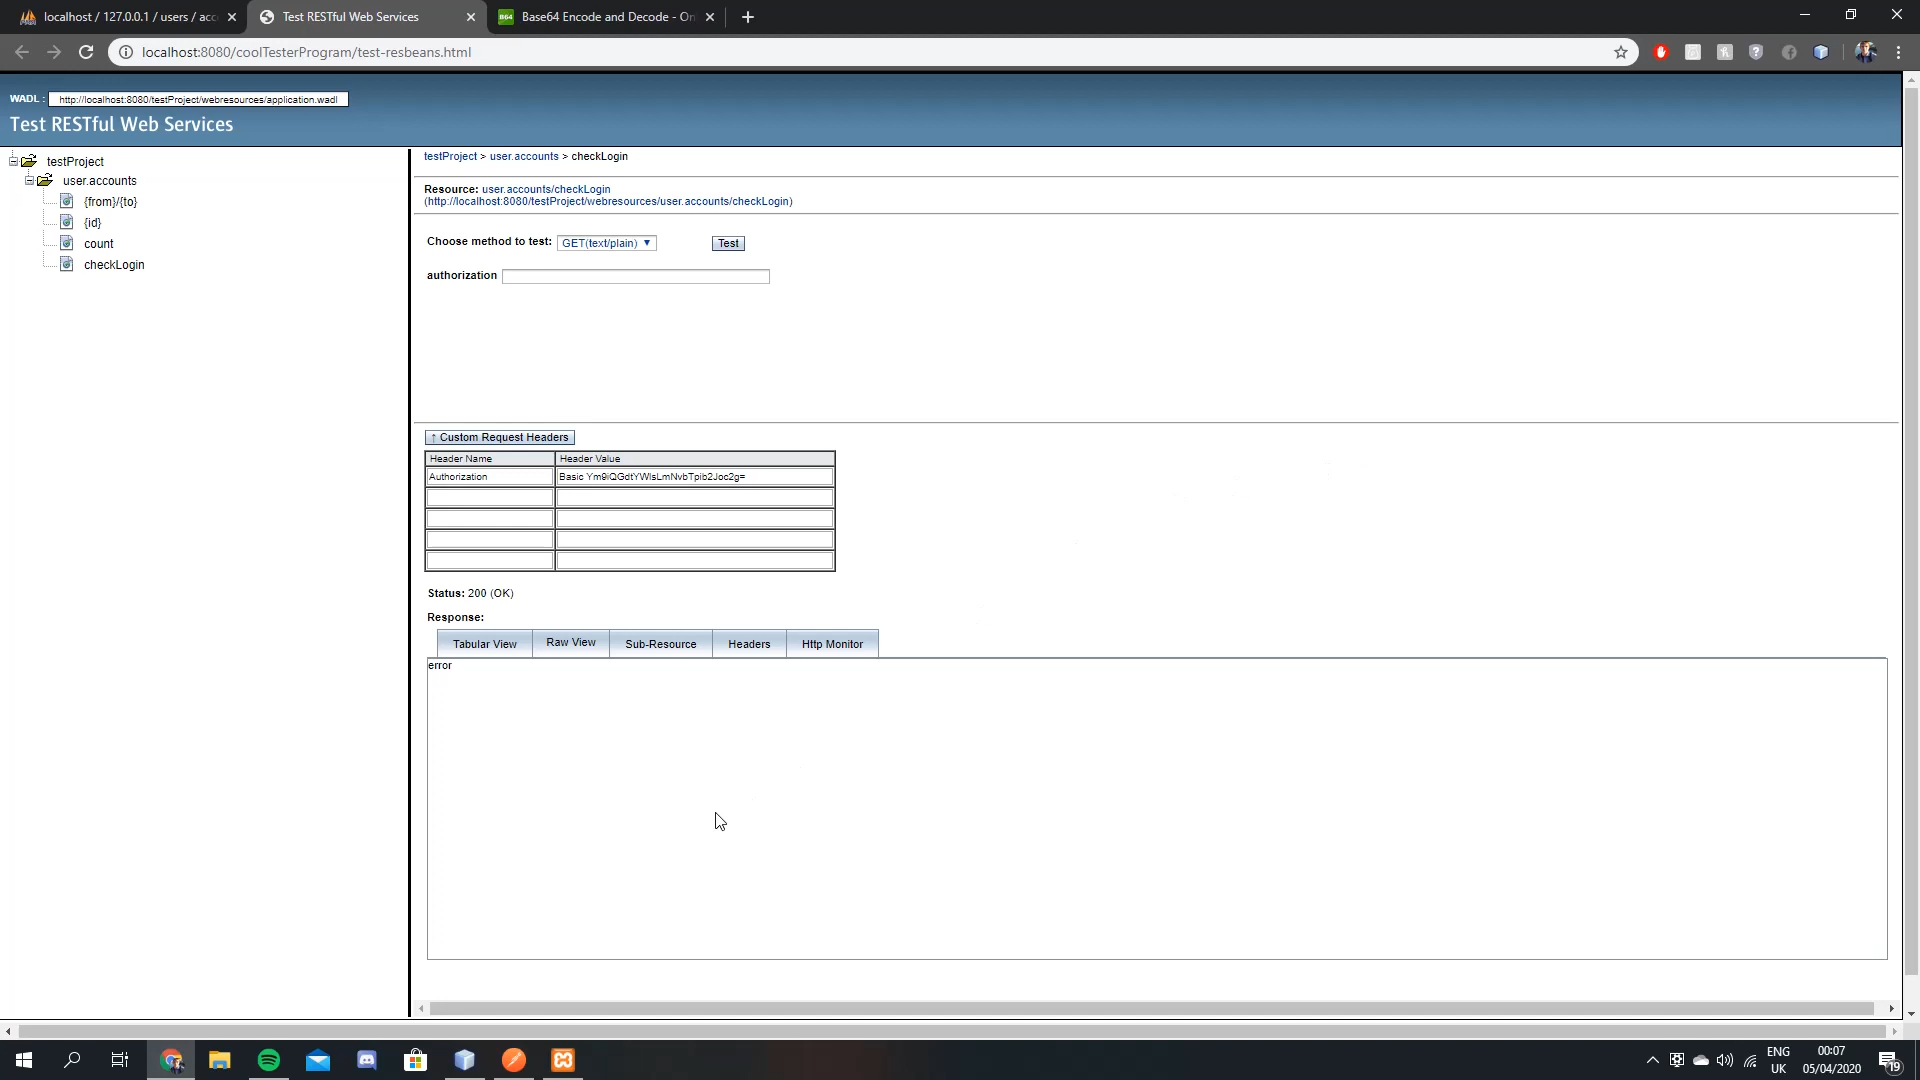 localhost / 127.0.0.1 / users / acc
Test RESTful Web Services
B64
Base64 Encode and Decode - On
localhost:8080/coolTesterProgram/test-resbeans.html
WADL :
http://localhost:8080/testProject/webresources/application.wadl
Test RESTful Web Services
testProject
user.accounts
{from}/{to}
{id}
count
checkLogin
testProject > user.accounts > checkLogin
Resource: user.accounts/checkLogin
(http://localhost:8080/testProject/webresources/user.accounts/checkLogin)
Choose method to test: GET(text/plain) Test
authorization
↑ Custom Request Headers
Header Name Header Value
Authorization Basic Ym9iQGdtYWlsLmNvbTpib2Joc2g=
Status: 200 (OK)
Response:
Tabular View Raw View Sub-Resource Headers Http Monitor
error
ENG
UK
00:07
05/04/2020
19